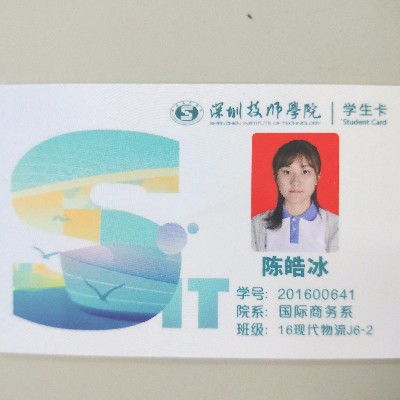 深圳技师學院 学生卡
SHENZHEN INSTITUTE OF TECHNOLOGY Student Card
SIT
陈皓冰
学号: 201600641
院系: 国际商务系
班级: 16现代物流J6-2